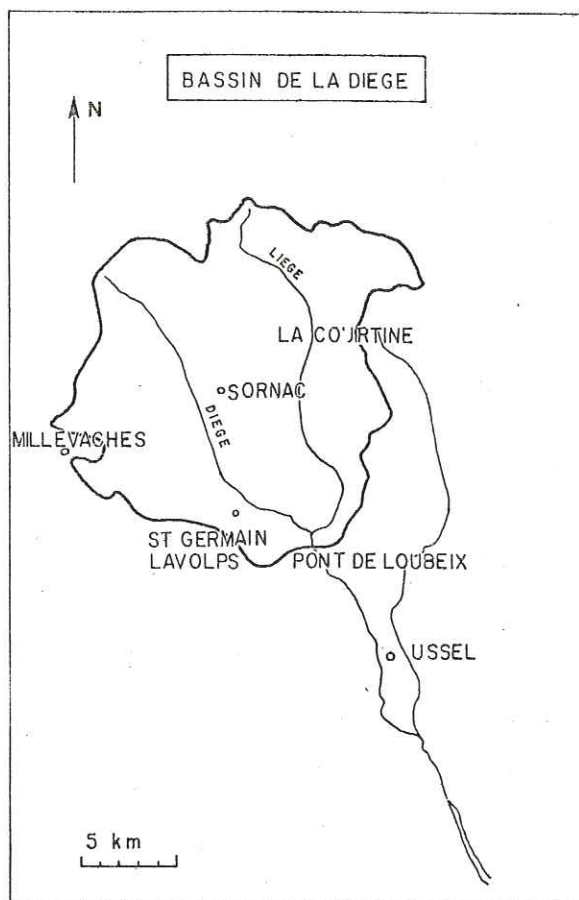 BASSIN DE LA DIEGE
N
LIEGE
LA COURTINE
SORNAC
DIEGE
MILLEVACHES
ST GERMAIN
LAVOLPS
PONT DE LOUBEIX
USSEL
5 km